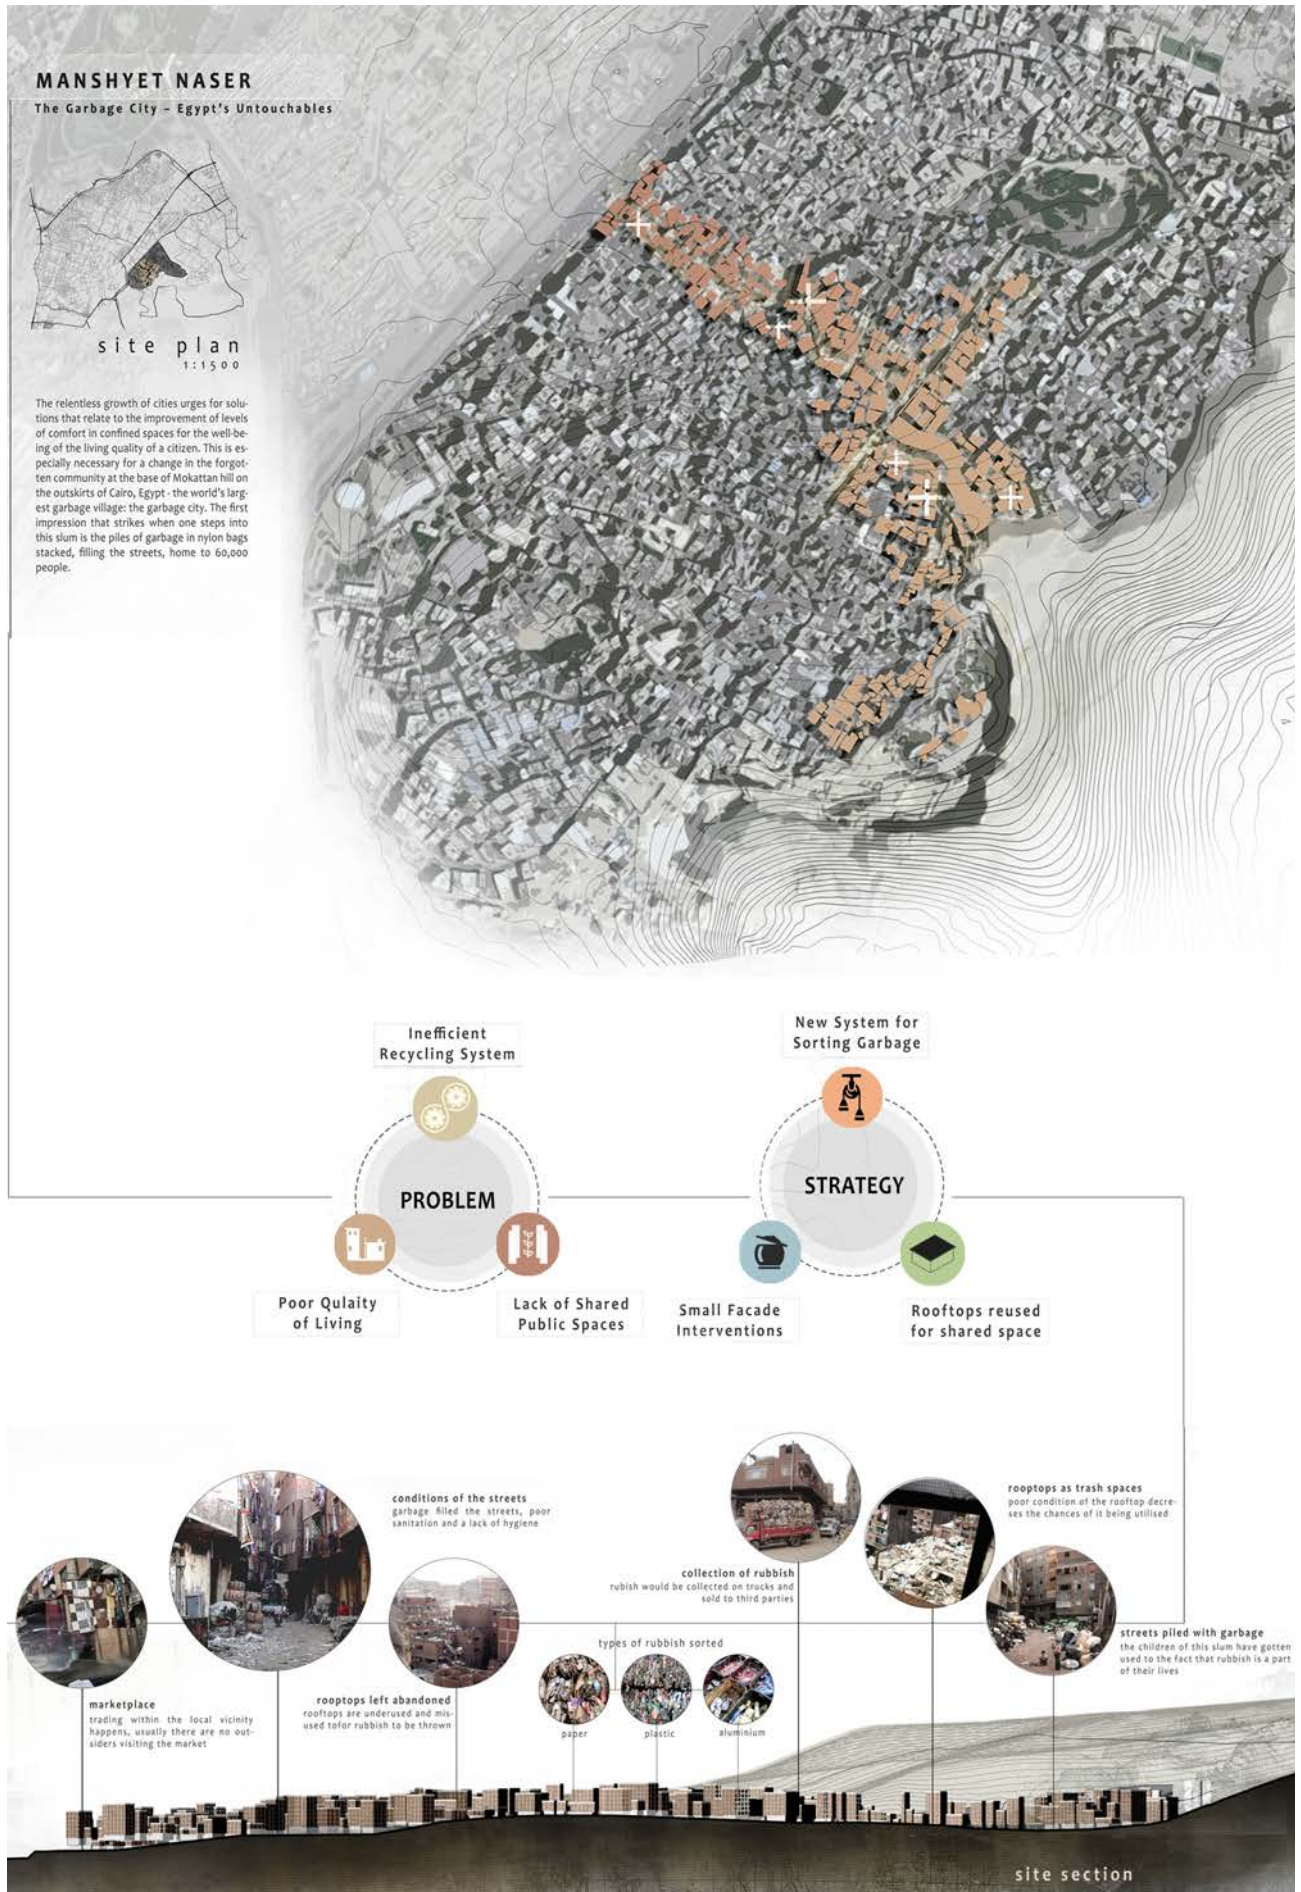 MANSHYET NASER
The Garbage City – Egypt's Untouchables
site plan
1:1500
The relentless growth of cities urges for solu-
tions that relate to the improvement of levels
of comfort in confined spaces for the well-be-
ing of the living quality of a citizen. This is es-
pecially necessary for a change in the forgot-
ten community at the base of Mokattan hill on
the outskirts of Cairo, Egypt - the world's larg-
est garbage village: the garbage city. The first
impression that strikes when one steps into
this slum is the piles of garbage in nylon bags
stacked, filling the streets, home to 60,000
people.
Inefficient
Recycling System
PROBLEM
Poor Qulaity
of Living
Lack of Shared
Public Spaces
New System for
Sorting Garbage
STRATEGY
Small Facade
Interventions
Rooftops reused
for shared space
conditions of the streets
garbage filled the streets, poor
sanitation and a lack of hygiene
rooptops as trash spaces
poor condition of the rooftop decre-
ses the chances of it being utilised
collection of rubbish
rubish would be collected on trucks and
sold to third parties
streets piled with garbage
the children of this slum have gotten
used to the fact that rubbish is a part
of their lives
types of rubbish sorted
paper
plastic
aluminium
marketplace
trading within the local vicinity
happens, usually there are no out-
siders visiting the market
rooptops left abandoned
rooftops are underused and mis-
used tofor rubbish to be thrown
site section